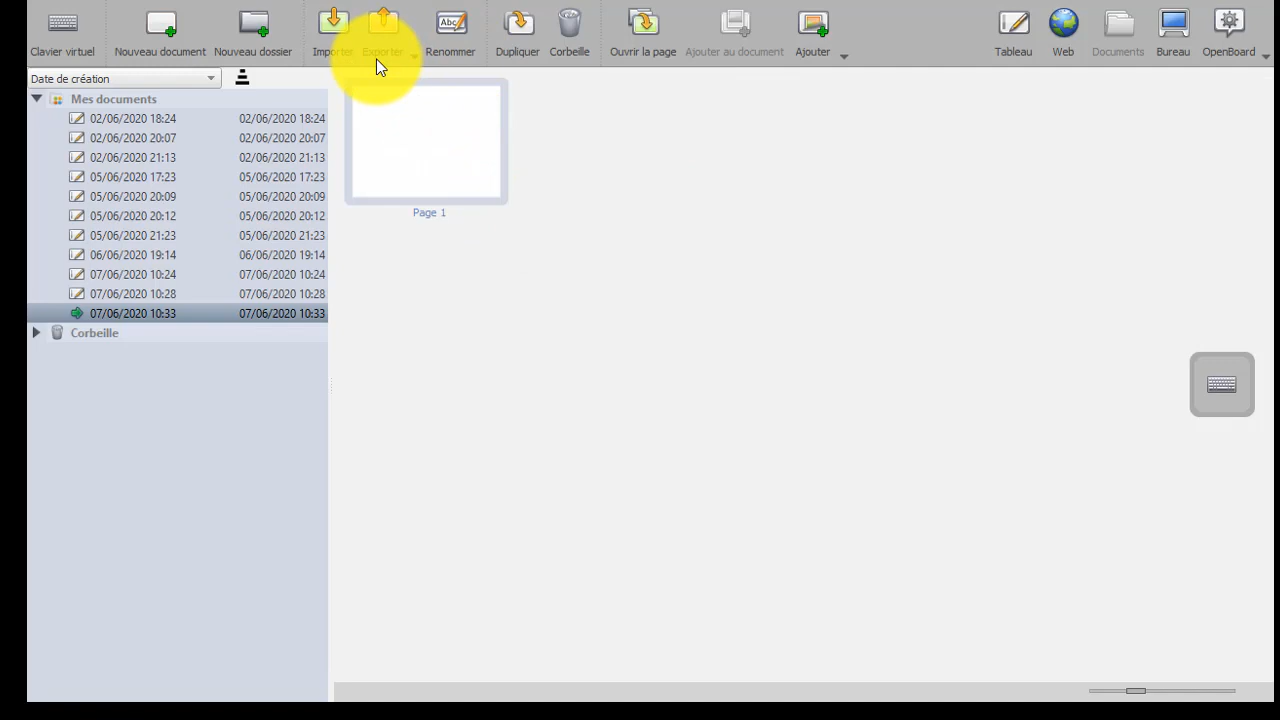 Clavier virtuel Nouveau document Nouveau dossier Importer Exporter Renommer Dupliquer Corbeille Ouvrir la page Ajouter au document Ajouter Tableau Web Documents Bureau OpenBoard
Date de création
Mes documents
02/06/2020 18:24 02/06/2020 18:24
02/06/2020 20:07 02/06/2020 20:07
02/06/2020 21:13 02/06/2020 21:13
05/06/2020 17:23 05/06/2020 17:23
05/06/2020 20:09 05/06/2020 20:09
05/06/2020 20:12 05/06/2020 20:12
05/06/2020 21:23 05/06/2020 21:23
06/06/2020 19:14 06/06/2020 19:14
07/06/2020 10:24 07/06/2020 10:24
07/06/2020 10:28 07/06/2020 10:28
07/06/2020 10:33 07/06/2020 10:33
Corbeille
Abc
Page 1